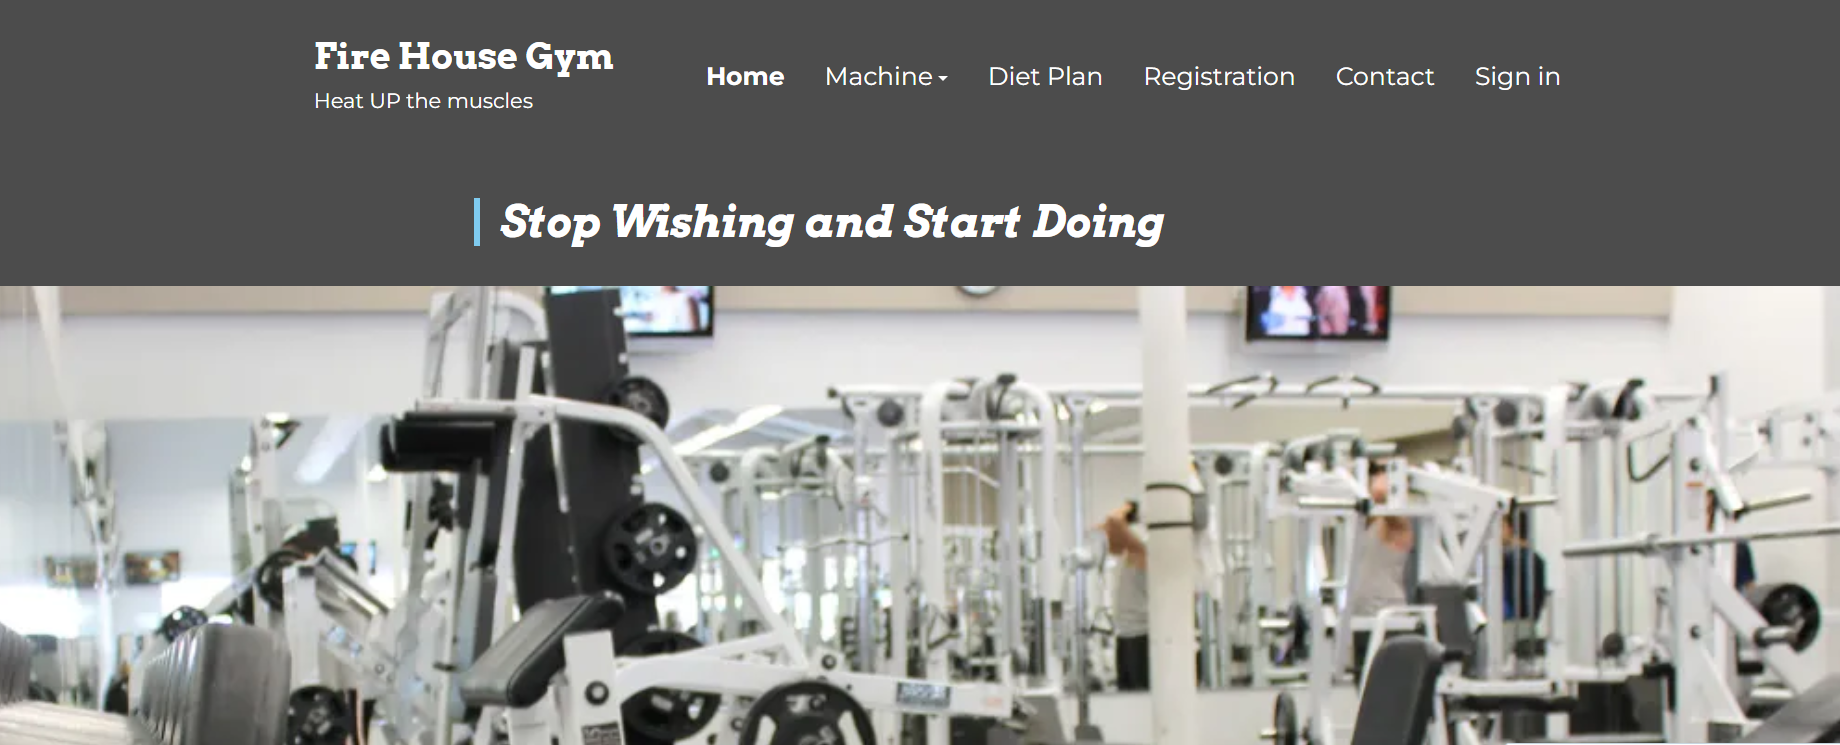 Fire House Gym
Heat UP the muscles
Home Machine Diet Plan Registration Contact Sign in
Stop Wishing and Start Doing